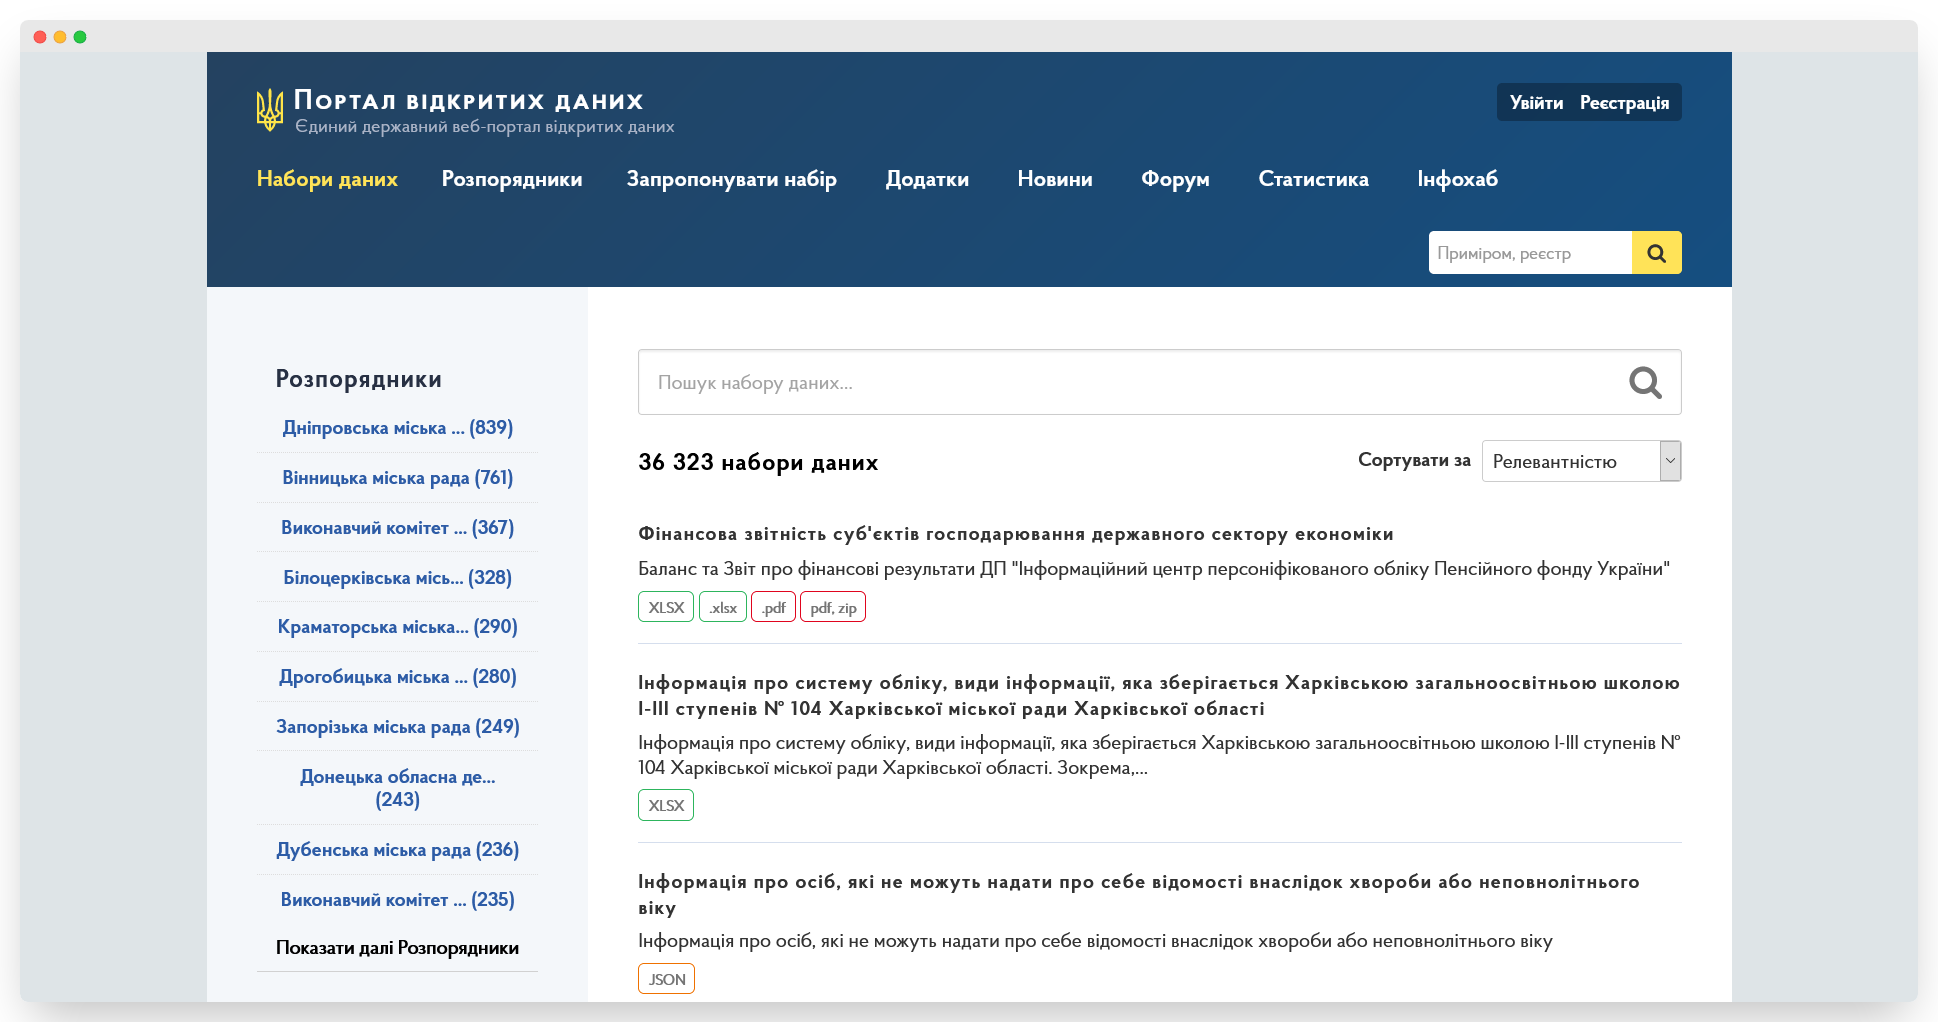 Портал відкритих даних
Єдиний державний веб-портал відкритих даних
Увійти Реєстрація
Набори даних Розпорядники Запропонувати набір Додатки Новини Форум Статистика Інфохаб
Приміром, реєстр
Розпорядники
Дніпровська міська ... (839)
Вінницька міська рада (761)
Виконавчий комітет ... (367)
Білоцерківська місь... (328)
Краматорська міська... (290)
Дрогобицька міська ... (280)
Запорізька міська рада (249)
Донецька обласна де...
(243)
Дубенська міська рада (236)
Виконавчий комітет ... (235)
Показати далі Розпорядники
Пошук набору даних...
36 323 набори даних
Сортувати за Релевантністю
Фінансова звітність суб'єктів господарювання державного сектору економіки
Баланс та Звіт про фінансові результати ДП "Інформаційний центр персоніфікованого обліку Пенсійного фонду України"
XLSX .xlsx .pdf pdf, zip
Інформація про систему обліку, види інформації, яка зберігається Харківською загальноосвітньою школою
І-ІІІ ступенів № 104 Харківської міської ради Харківської області
Інформація про систему обліку, види інформації, яка зберігається Харківською загальноосвітньою школою І-ІІІ ступенів №
104 Харківської міської ради Харківської області. Зокрема,...
XLSX
Інформація про осіб, які не можуть надати про себе відомості внаслідок хвороби або неповнолітнього
віку
Інформація про осіб, які не можуть надати про себе відомості внаслідок хвороби або неповнолітнього віку
JSON